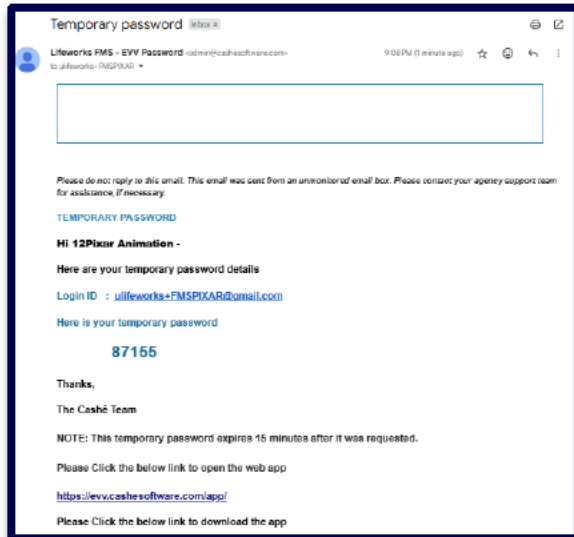 Temporary password Inbox x
Lifeworks FMS - EVV Password <admin@cashesoftware.com> 9:08 PM (1 minute ago)
to ulifeworks+FMSPIXAR
Please do not reply to this email. This email was sent from an unmonitored email box. Please contact your agency support team
for assistance, if necessary.
TEMPORARY PASSWORD
Hi 12Pixar Animation -
Here are your temporary password details
Login ID : ulifeworks+FMSPIXAR@gmail.com
Here is your temporary password
87155
Thanks,
The Cashé Team
NOTE: This temporary password expires 15 minutes after it was requested.
Please Click the below link to open the web app
https://evv.cashesoftware.com/app/
Please Click the below link to download the app